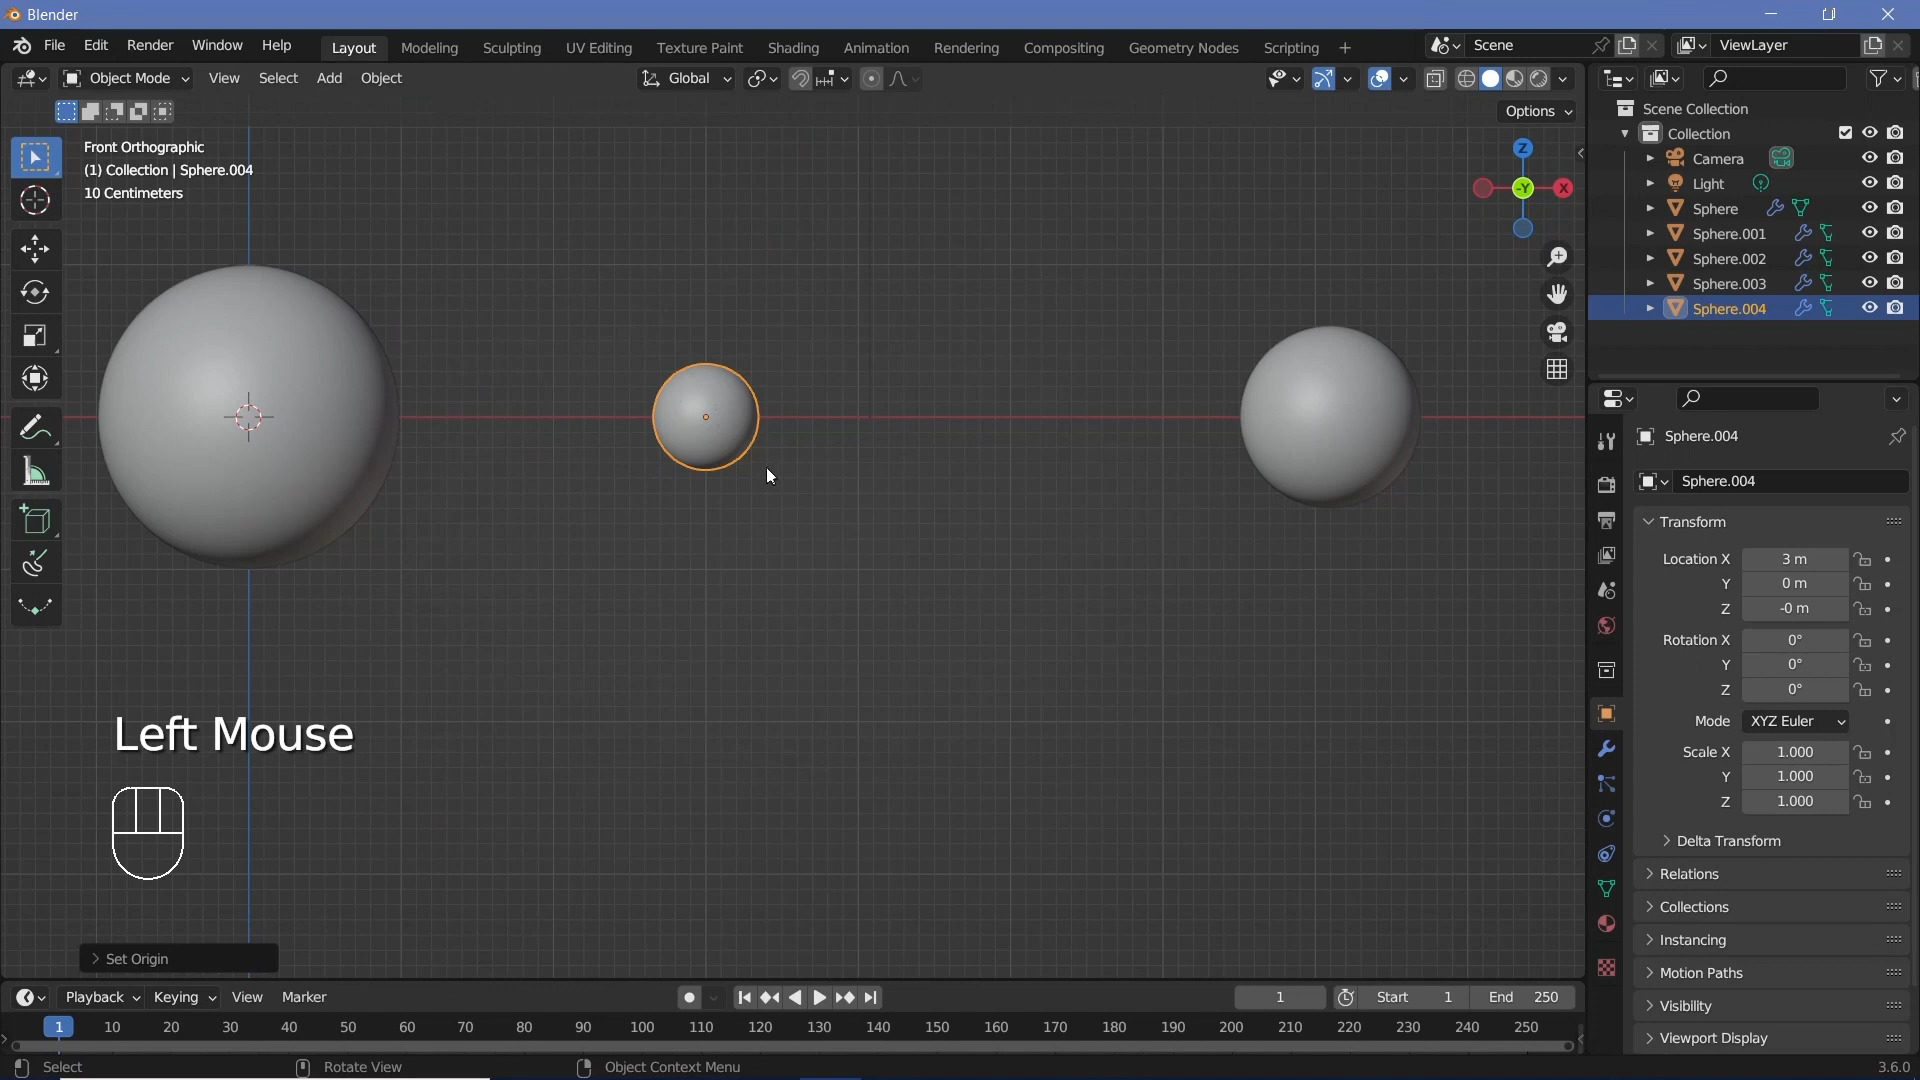 Blender
File Edit Render Window Help Layout Modeling Sculpting UV Editing Texture Paint Shading Animation Rendering Compositing Geometry Nodes Scripting + Scene ViewLayer
Object Mode View Select Add Object Global
Options
Front Orthographic
(1) Collection | Sphere.004
10 Centimeters
Z
-Y
X
Scene Collection
Collection
Camera
Light
Sphere
Sphere.001
Sphere.002
Sphere.003
Sphere.004
Sphere.004
Sphere.004
Transform
Location X 3 m
Y 0 m
Z -0 m
Rotation X 0°
Y 0°
Z 0°
Mode XYZ Euler
Scale X 1.000
Y 1.000
Z 1.000
Delta Transform
Relations
Collections
Instancing
Motion Paths
Visibility
Viewport Display
Left Mouse
Set Origin
Playback Keying View Marker 1 Start 1 End 250
1 10 20 30 40 50 60 70 80 90 100 110 120 130 140 150 160 170 180 190 200 210 220 230 240 250
Select Rotate View Object Context Menu 3.6.0